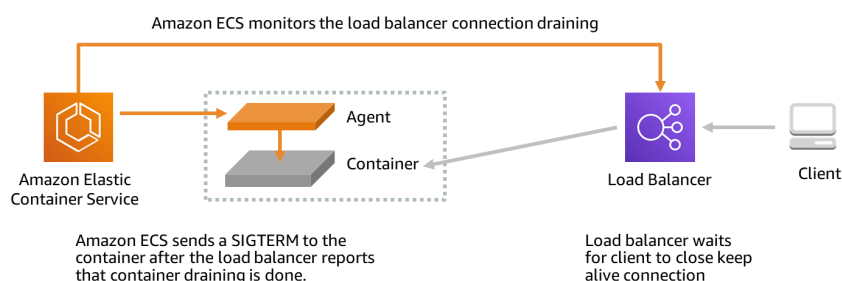 Amazon ECS monitors the load balancer connection draining
Agent
Container
Amazon Elastic
Container Service
Load Balancer
Client
Amazon ECS sends a SIGTERM to the
container after the load balancer reports
that container draining is done.
Load balancer waits
for client to close keep
alive connection